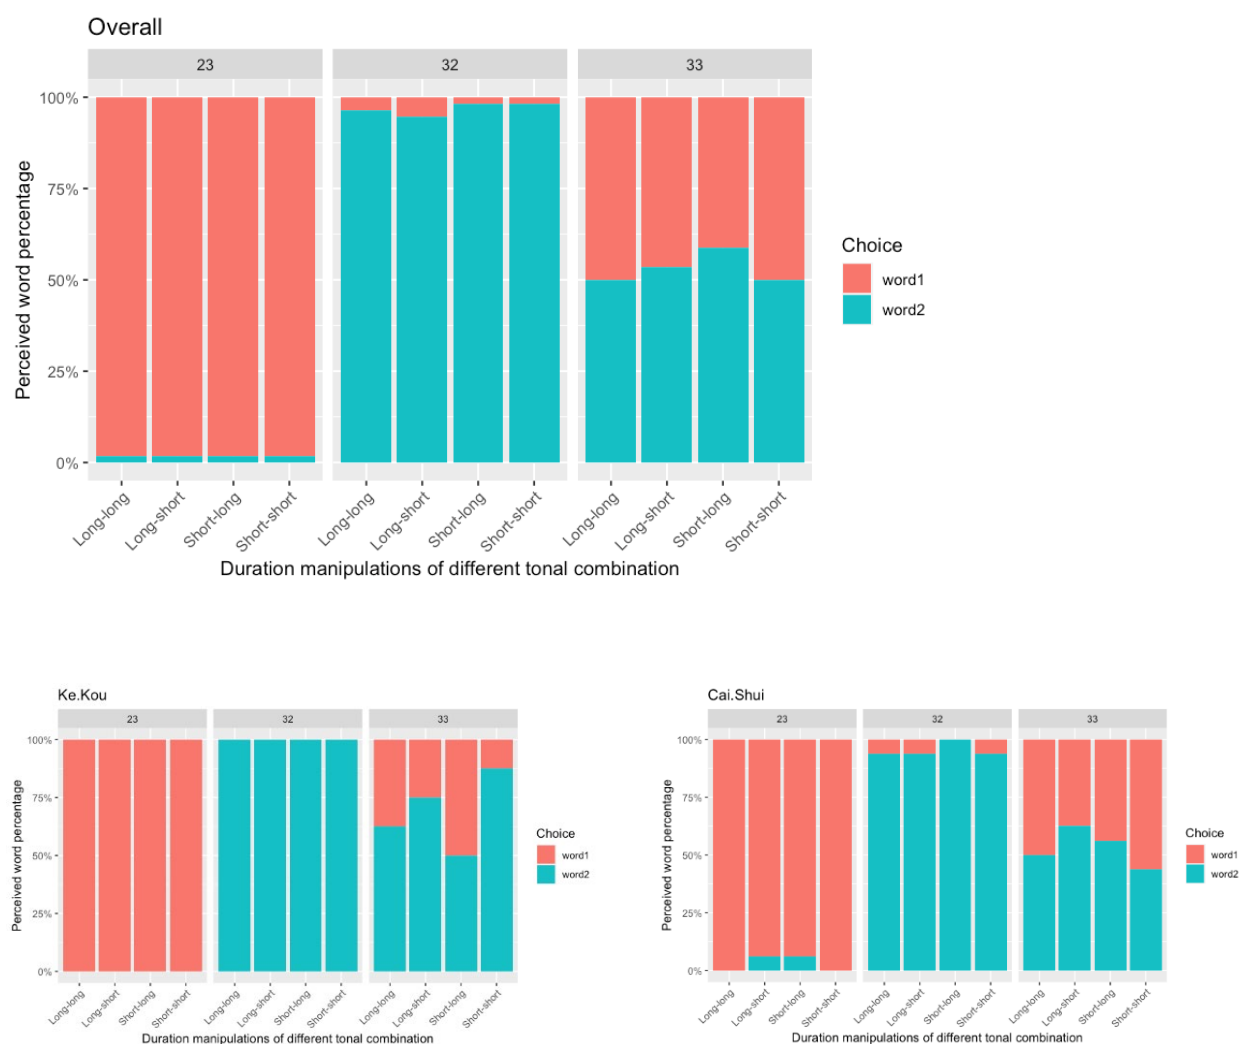 Overall
23 32 33
100%
75%
50%
25%
0%
Perceived word percentage
Long-long Long-short Short-long Short-short Long-long Long-short Short-long Short-short Long-long Long-short Short-long Short-short
Duration manipulations of different tonal combination
Choice
word1
word2
Ke.Kou
23 32 33
100%
75%
50%
25%
0%
Perceived word percentage
Long-long Long-short Short-long Short-short Long-long Long-short Short-long Short-short Long-long Long-short Short-long Short-short
Duration manipulations of different tonal combination
Choice
word1
word2
Cai.Shui
23 32 33
100%
75%
50%
25%
0%
Perceived word percentage
Long-long Long-short Short-long Short-short Long-long Long-short Short-long Short-short Long-long Long-short Short-long Short-short
Duration manipulations of different tonal combination
Choice
word1
word2